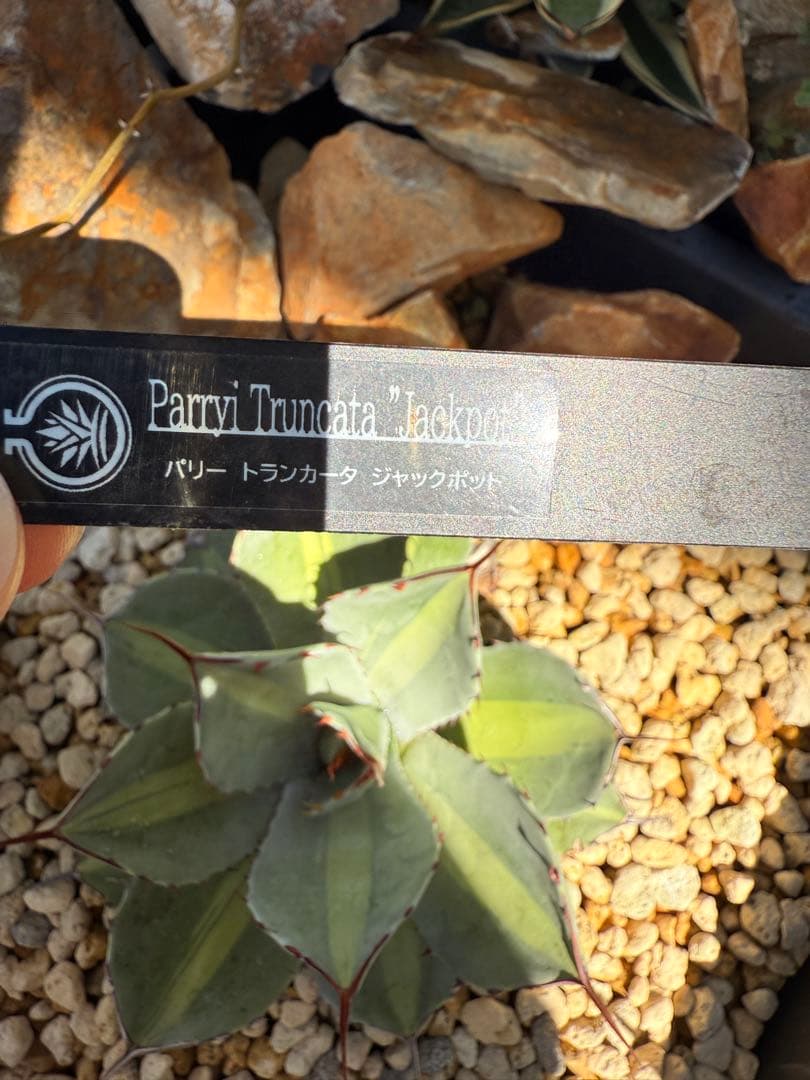 Parryi Truncata "Jackpot"
パリー トランカータ ジャックポット